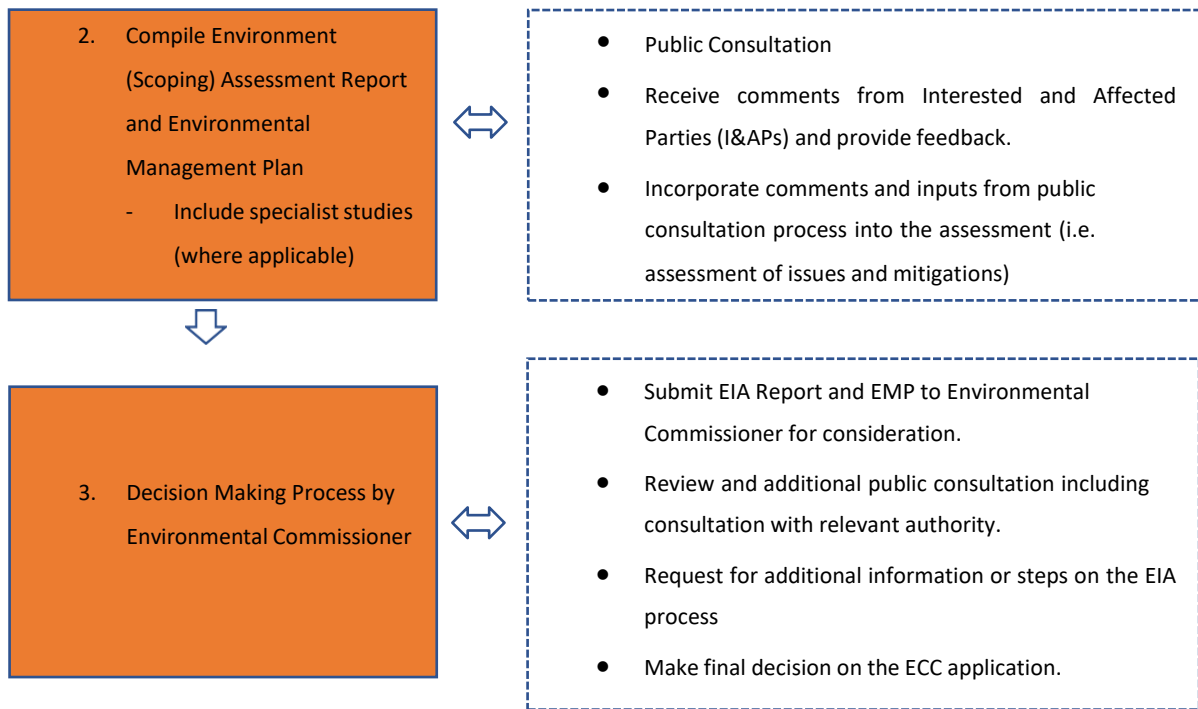 2. Compile Environment
(Scoping) Assessment Report
and Environmental
Management Plan
- Include specialist studies
(where applicable)
● Public Consultation
● Receive comments from Interested and Affected
Parties (I&APs) and provide feedback.
● Incorporate comments and inputs from public
consultation process into the assessment (i.e.
assessment of issues and mitigations)
3. Decision Making Process by
Environmental Commissioner
● Submit EIA Report and EMP to Environmental
Commissioner for consideration.
● Review and additional public consultation including
consultation with relevant authority.
● Request for additional information or steps on the EIA
process
● Make final decision on the ECC application.